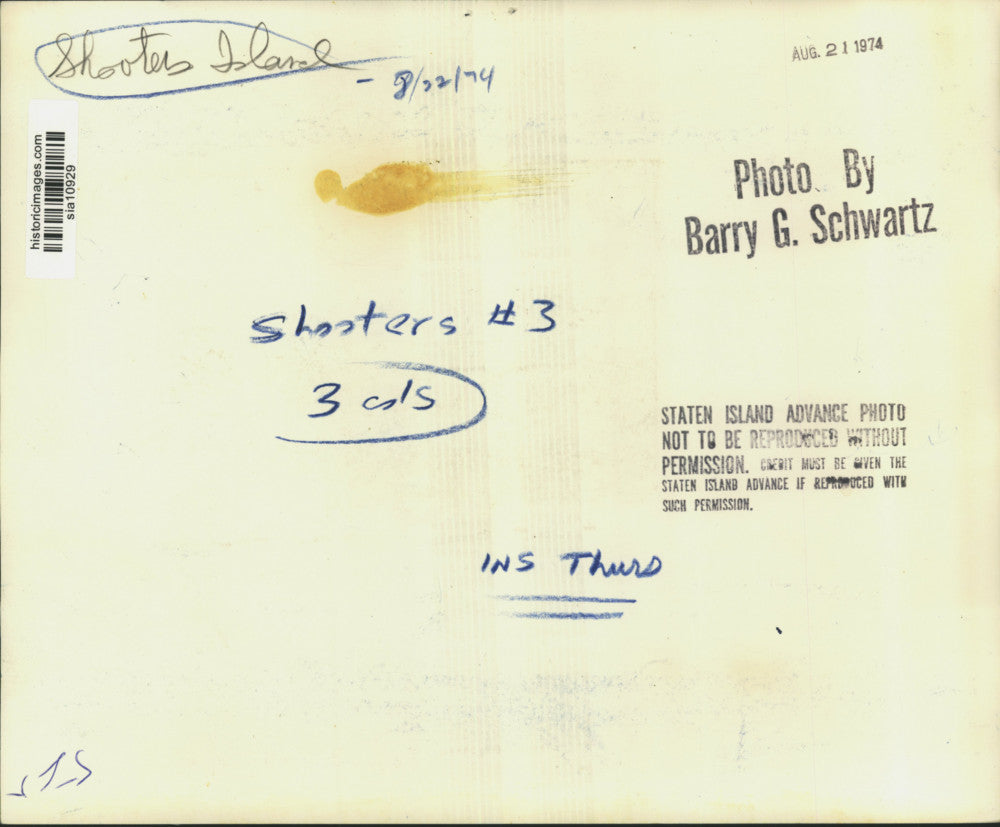 Shooters Island
- 8/22/74
AUG. 21 1974
historicimages.com
sia10929
Photo By
Barry G. Schwartz
Shooters #3
3 cols
STATEN ISLAND ADVANCE PHOTO
NOT TO BE REPRODUCED WITHOUT
PERMISSION. CREDIT MUST BE GIVEN THE
STATEN ISLAND ADVANCE IF REPRODUCED WITH
SUCH PERMISSION.
INS Thurs